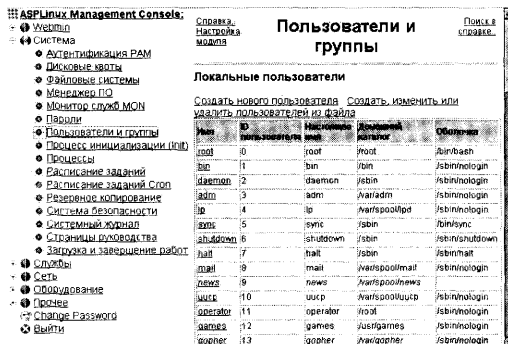 ASPLinux Management Console:
Webmin
Система
Аутентификация PAM
Дисковые квоты
Файловые системы
Менеджер ПО
Монитор служб MON
Пароли
Пользователи и группы
Процесс инициализации (Init)
Процессы
Расписание заданий
Расписание заданий Cron
Резервное копирование
Система безопасности
Системный журнал
Страницы руководства
Загрузка и завершение работ
Службы
Сеть
Оборудование
Прочее
Change Password
Выйти
Справка..
Настройка
модуля
Пользователи и
группы
Поиск в
справке..
Локальные пользователи
Создать нового пользователя Создать, изменить или
удалить пользователей из файла
Имя ID пользователя Настоящее имя Домашний каталог Оболочка
root 0 root /root /bin/bash
bin 1 bin /bin /sbin/nologin
daemon 2 daemon /sbin /sbin/nologin
adm 3 adm /var/adm /sbin/nologin
lp 4 lp /var/spool/lpd /sbin/nologin
sync 5 sync /sbin /bin/sync
shutdown 6 shutdown /sbin /sbin/shutdown
halt 7 halt /sbin /sbin/halt
mail 8 mail /var/spool/mail /sbin/nologin
news 9 news /var/spool/news
uucp 10 uucp /var/spool/uucp /sbin/nologin
operator 11 operator /root /sbin/nologin
games 12 games /usr/games /sbin/nologin
gopher 13 gopher /var/gopher /sbin/nologin